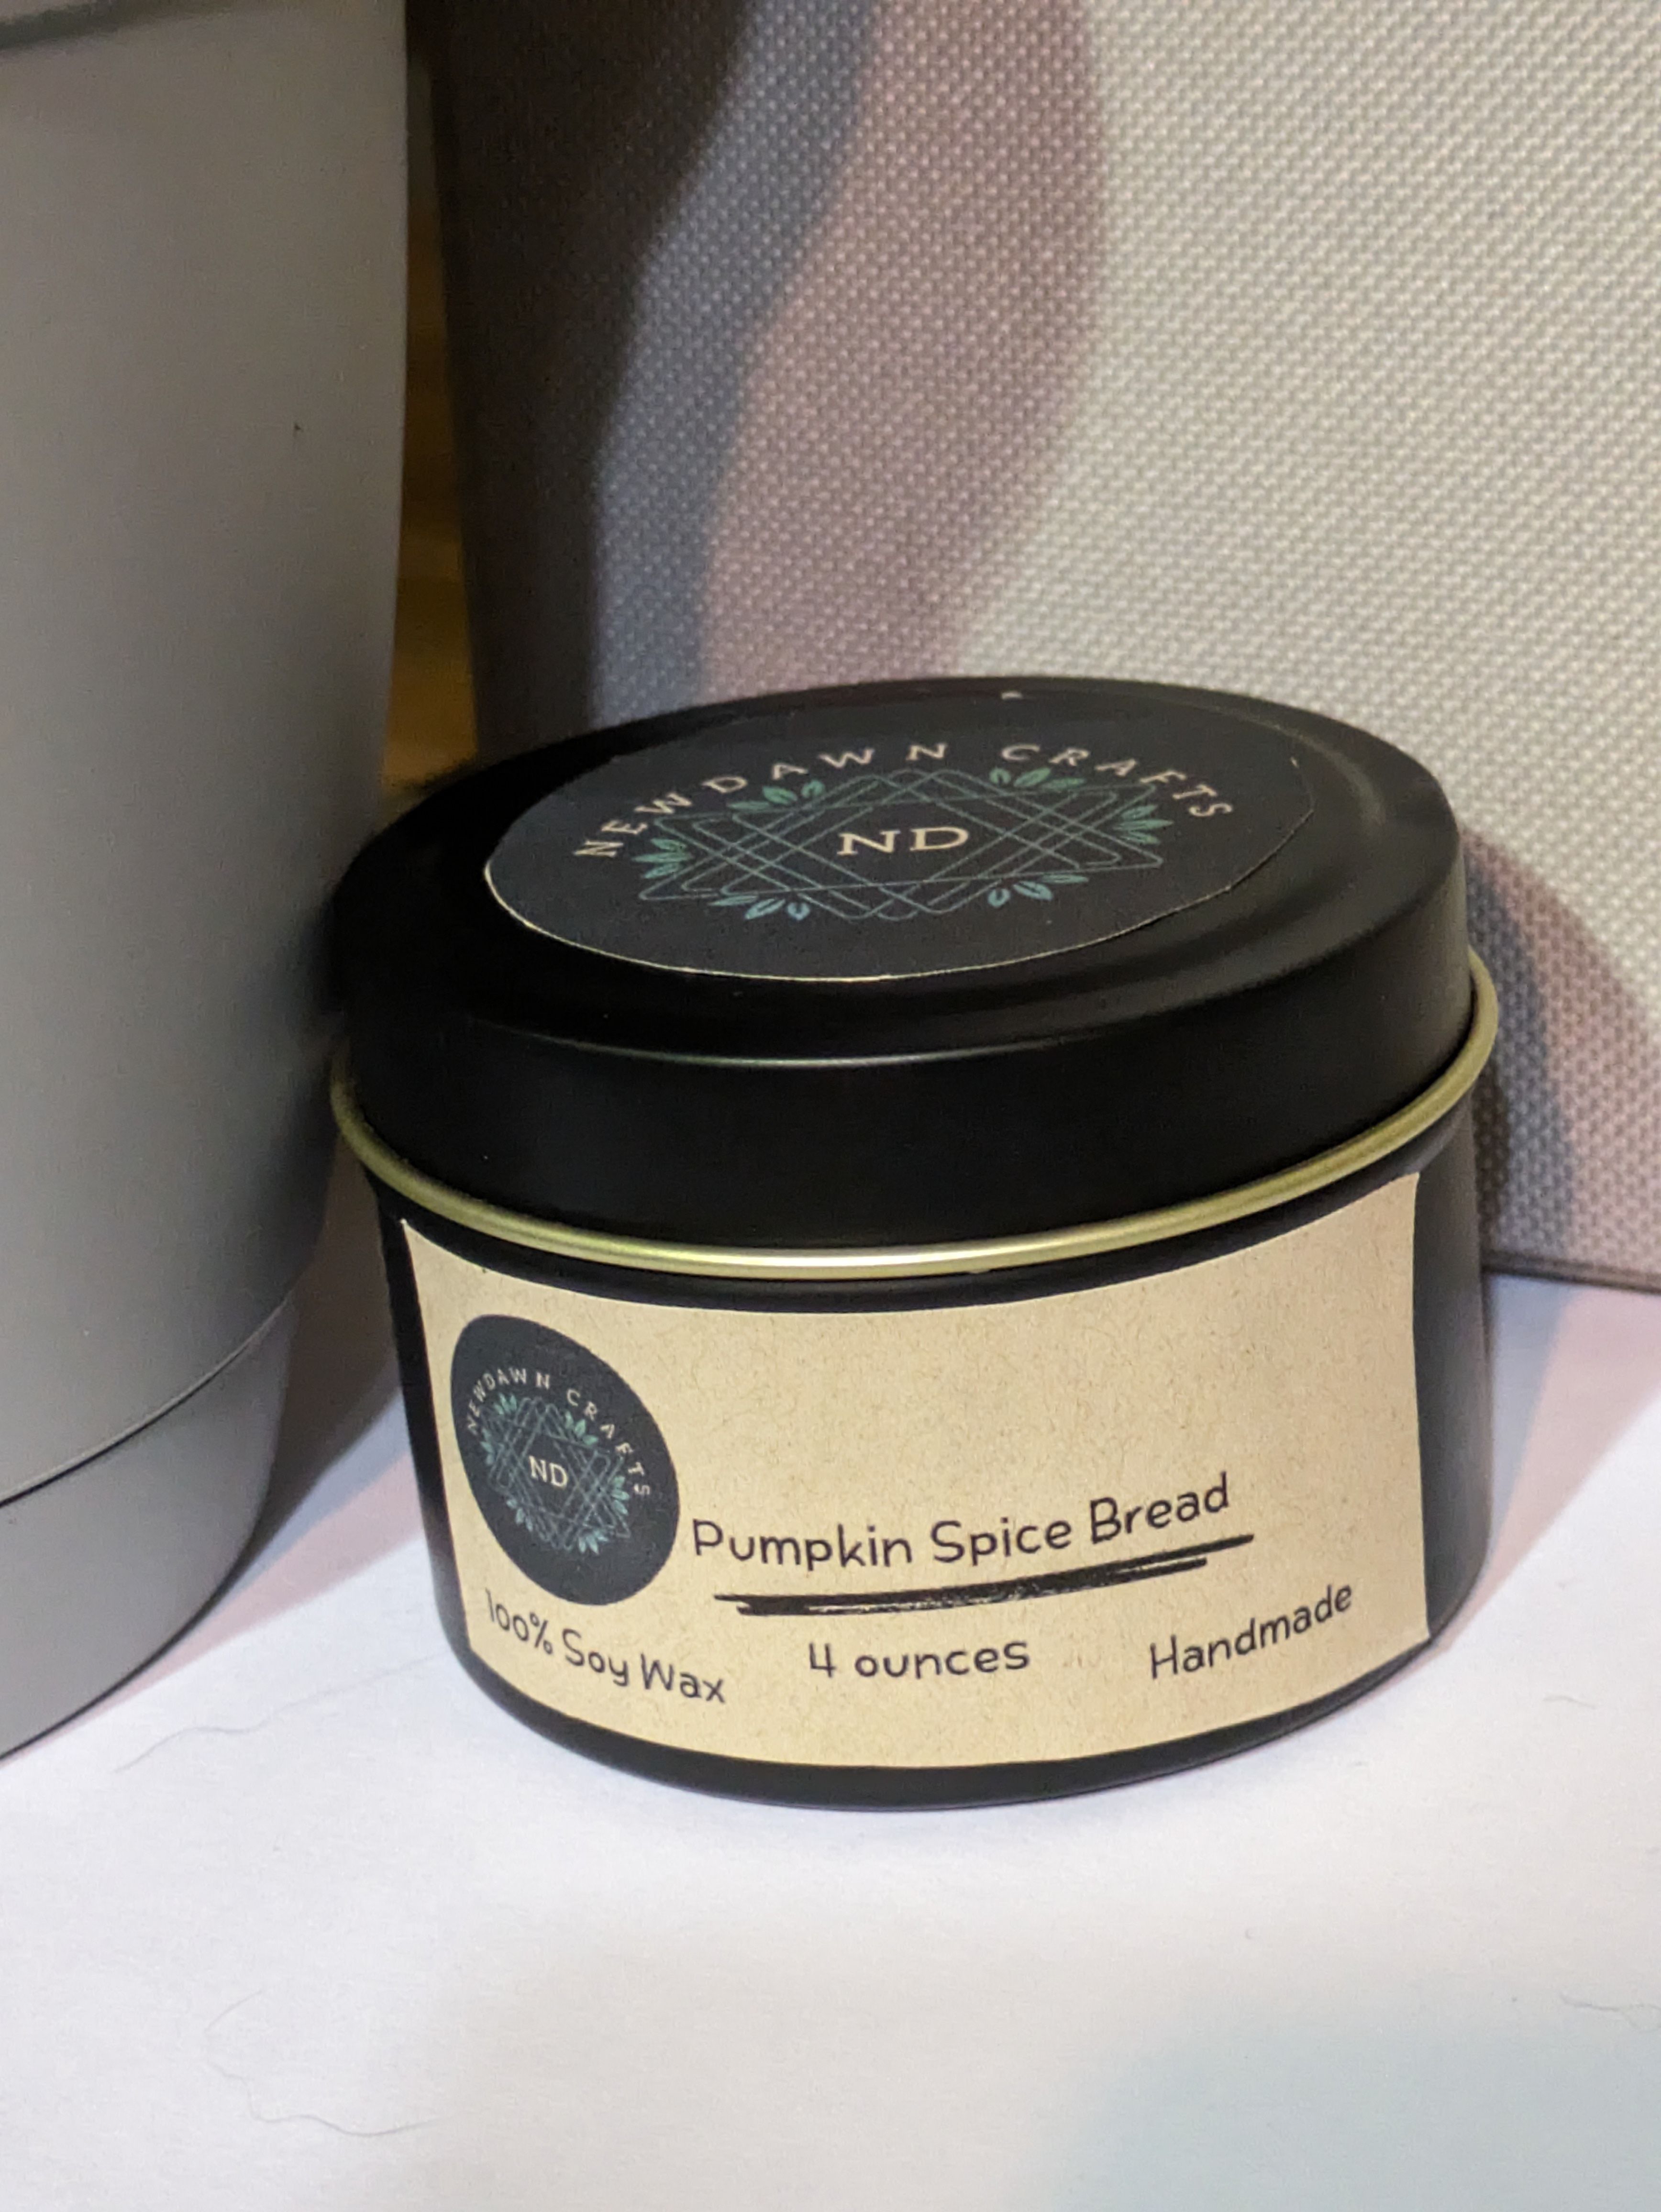 NEWDAWN CRAFTS
ND
NEWDAWN CRAFTS
ND
Pumpkin Spice Bread
100% Soy Wax
4 ounces
Handmade